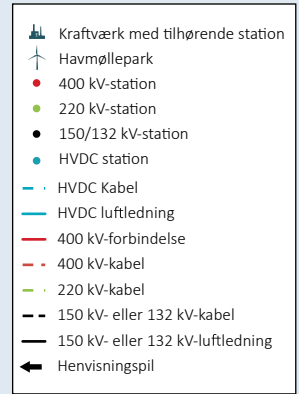 Kraftværk med tilhørende station
Havmøllepark
400 kV-station
220 kV-station
150/132 kV-station
HVDC station
HVDC Kabel
HVDC luftledning
400 kV-forbindelse
400 kV-kabel
220 kV-kabel
150 kV- eller 132 kV-kabel
150 kV- eller 132 kV-luftledning
Henvisningspil